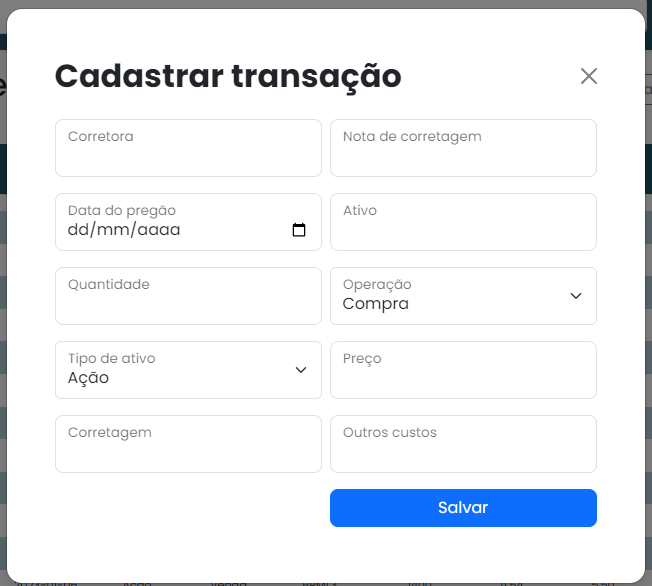 Cadastrar transação
Corretora
Nota de corretagem
Data do pregão
dd/mm/aaaa
Ativo
Quantidade
Operação
Compra
Tipo de ativo
Ação
Preço
Corretagem
Outros custos
Salvar